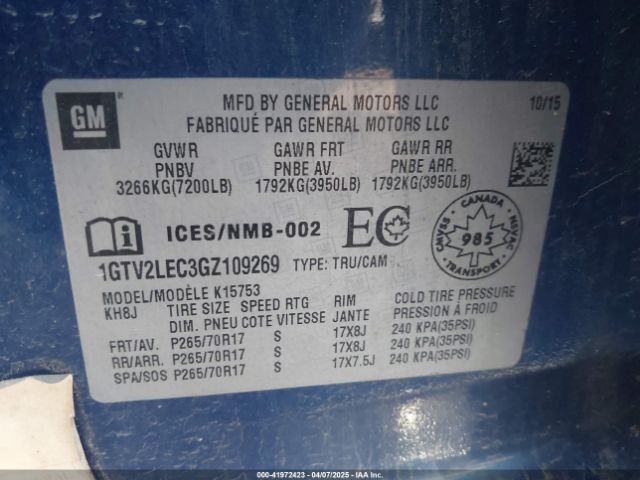 GM
MFD BY GENERAL MOTORS LLC 10/15
FABRIQUÉ PAR GENERAL MOTORS LLC
GVWR GAWR FRT GAWR RR
PNBV PNBE AV. PNBE ARR.
3266KG(7200LB) 1792KG(3950LB) 1792KG(3950LB)
ICES/NMB-002 EC
CANADA
SVAMN 985 NSVAC
TRANSPORT
1GTV2LEC3GZ109269 TYPE: TRU/CAM
MODEL/MODÈLE K15753
KH8J TIRE SIZE SPEED RTG RIM COLD TIRE PRESSURE
DIM. PNEU COTE VITESSE JANTE PRESSION À FROID
FRT/AV. P265/70R17 S 17X8J 240 KPA(35PSI)
RR/ARR. P265/70R17 S 17X8J 240 KPA(35PSI)
SPA/SOS P265/70R17 S 17X7.5J 240 KPA(35PSI)
000-41972423 - 04/07/2025 - IAAI.COM